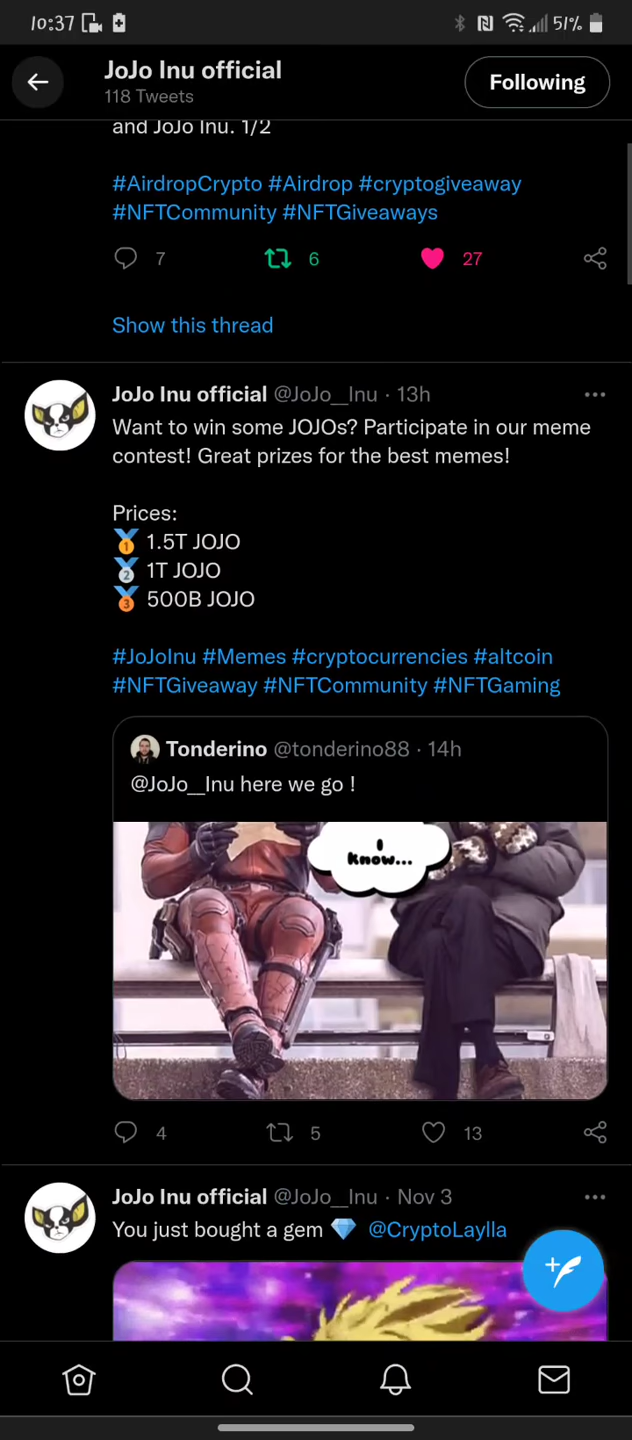 10:37
51%
JoJo Inu official
118 Tweets
Following
and JoJo Inu. 1/2
#AirdropCrypto #Airdrop #cryptogiveaway
#NFTCommunity #NFTGiveaways
7 6 27
Show this thread
JoJo Inu official @JoJo__Inu · 13h
Want to win some JOJOs? Participate in our meme
contest! Great prizes for the best memes!
Prices:
🥇 1.5T JOJO
🥈 1T JOJO
🥉 500B JOJO
#JoJoInu #Memes #cryptocurrencies #altcoin
#NFTGiveaway #NFTCommunity #NFTGaming
Tonderino @tonderino88 · 14h
@JoJo__Inu here we go !
I
know...
4 5 13
JoJo Inu official @JoJo__Inu · Nov 3
You just bought a gem 💎 @CryptoLaylla